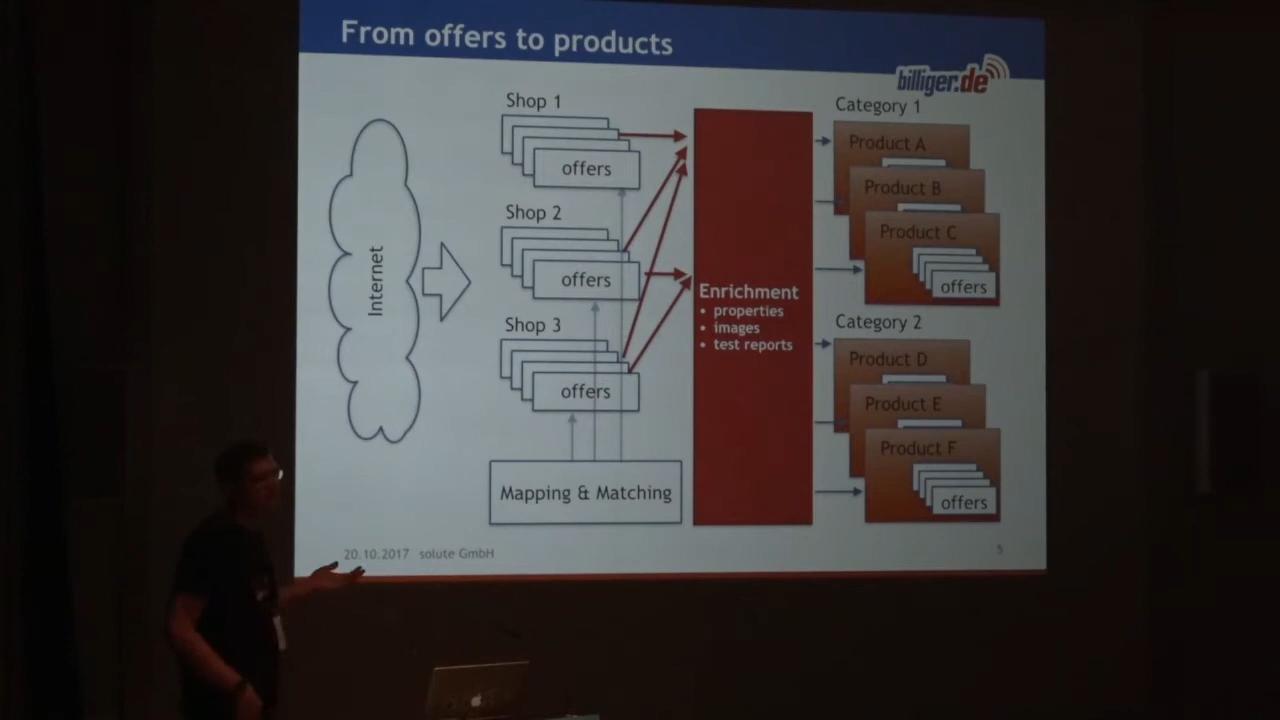 From offers to products
billiger.de
Internet
Shop 1
offers
Shop 2
offers
Shop 3
offers
Mapping & Matching
Enrichment
• properties
• images
• test reports
Category 1
Product A
Product B
Product C
offers
Category 2
Product D
Product E
Product F
offers
20.10.2017 solute GmbH
5